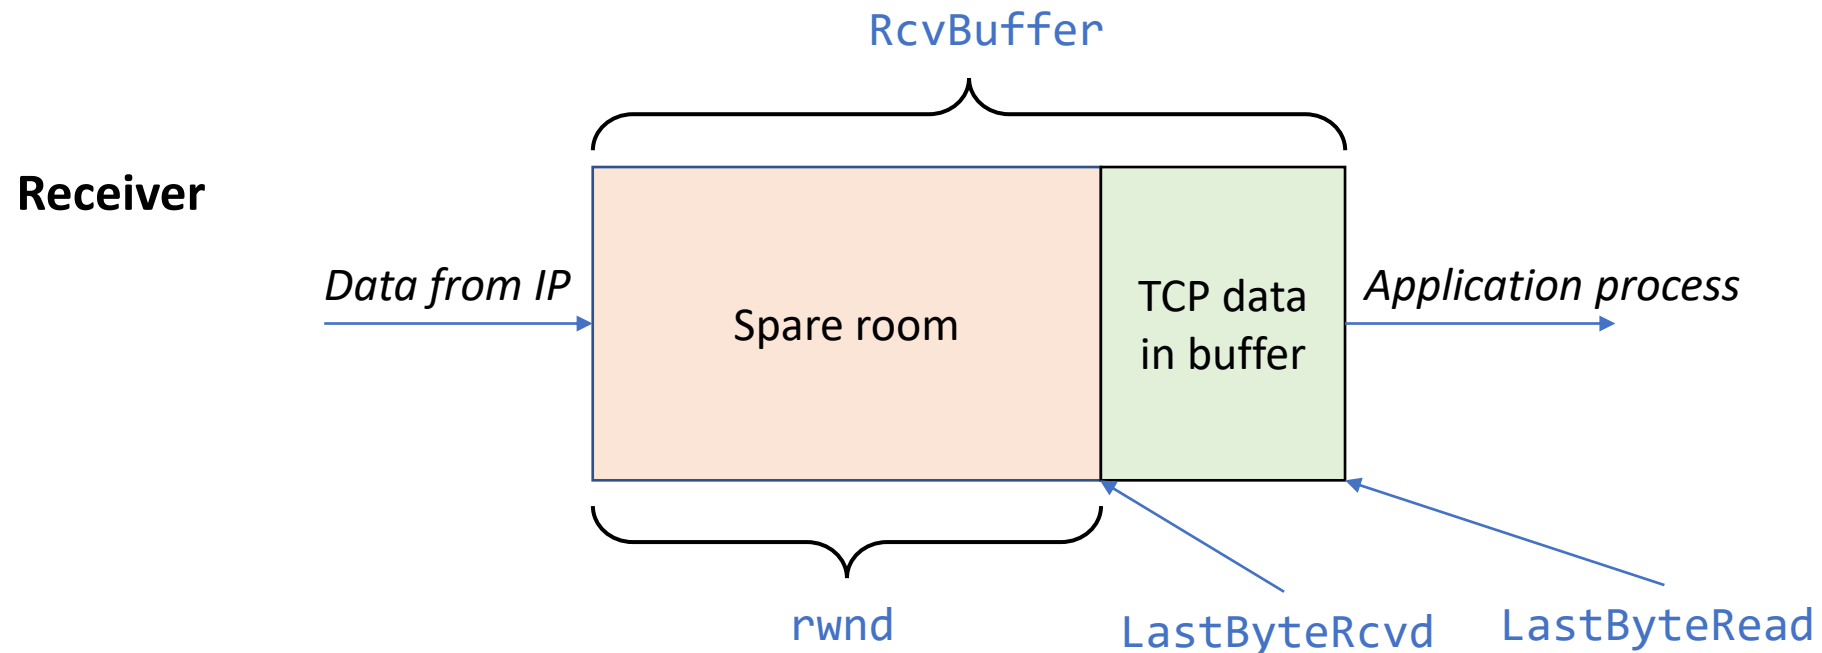 RcvBuffer
Receiver
Data from IP
Spare room
TCP data
in buffer
Application process
rwnd
LastByteRcvd
LastByteRead